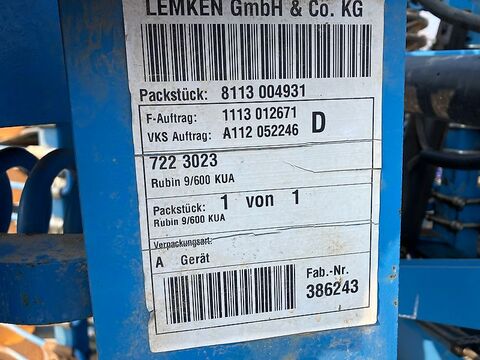 LEMKEN GmbH & Co. KG
Packstück: 8113 004931
F-Auftrag: 1113 012671
VKS Auftrag: A112 052246 D
722 3023
Rubin 9/600 KUA
Packstück: 1 von 1
Rubin 9/600 KUA
Verpackungsart:
A Gerät
Fab.-Nr.
386243